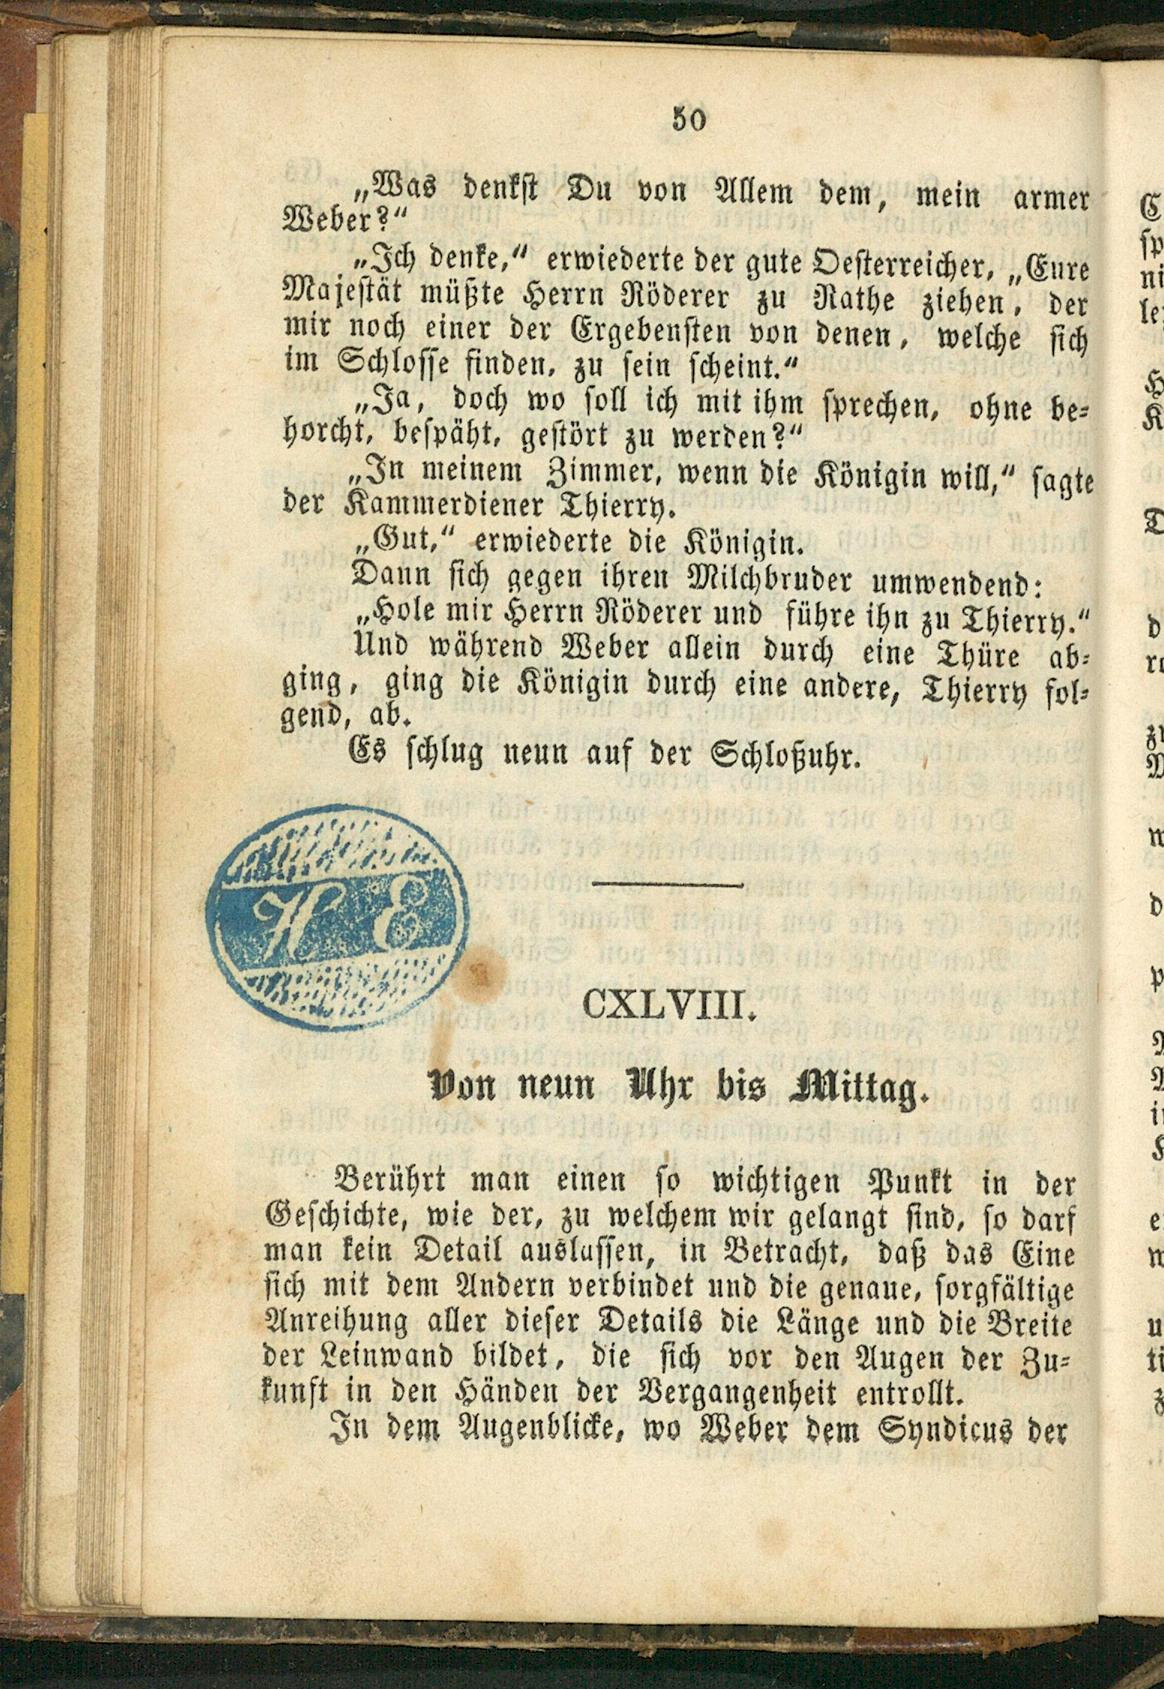 50
„Was denkst Du von Allem dem, mein armer
Weber?“
„Ich denke,“ erwiederte der gute Oesterreicher, „Eure
Majestät müßte Herrn Röderer zu Rathe ziehen, der
mir noch einer der Ergebensten von denen, welche sich
im Schlosse finden, zu sein scheint.“
„Ja, doch wo soll ich mit ihm sprechen, ohne be-
horcht, bespäht, gestört zu werden?“
„In meinem Zimmer, wenn die Königin will,“ sagte
der Kammerdiener Thierry.
„Gut,“ erwiederte die Königin.
Dann sich gegen ihren Milchbruder umwendend:
„Hole mir Herrn Röderer und führe ihn zu Thierry.“
Und während Weber allein durch eine Thüre ab-
ging, ging die Königin durch eine andere, Thierry fol-
gend, ab.
Es schlug neun auf der Schloßuhr.
H E
CXLVIII.
Von neun Uhr bis Mittag.
Berührt man einen so wichtigen Punkt in der
Geschichte, wie der, zu welchem wir gelangt sind, so darf
man kein Detail auslassen, in Betracht, daß das Eine
sich mit dem Andern verbindet und die genaue, sorgfältige
Anreihung aller dieser Details die Länge und die Breite
der Leinwand bildet, die sich vor den Augen der Zu-
kunft in den Händen der Vergangenheit entrollt.
In dem Augenblicke, wo Weber dem Syndicus der